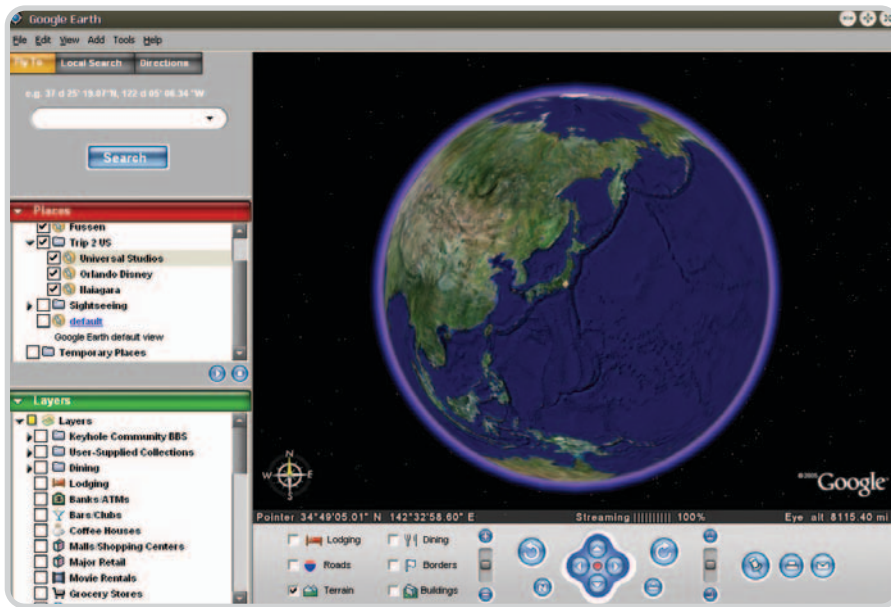 Google Earth
File Edit View Add Tools Help
Fly To Local Search Directions
e.g. 37 d 25' 19.07"N, 122 d 05' 06.34 "W
Search
Places
Fussen
Trip 2 US
Universal Studios
Orlando Disney
Naiagara
Sightseeing
default
Google Earth default view
Temporary Places
Layers
Layers
Keyhole Community BBS
User-Supplied Collections
Dining
Lodging
Banks/ATMs
Bars/Clubs
Coffee Houses
Malls/Shopping Centers
Major Retail
Movie Rentals
Grocery Stores
N
W E
S
©2005 Google
Pointer 34°49'05.01" N 142°32'58.60" E Streaming |||||||||| 100% Eye alt 8115.40 mi
Lodging Dining
Roads Borders
Terrain Buildings
N